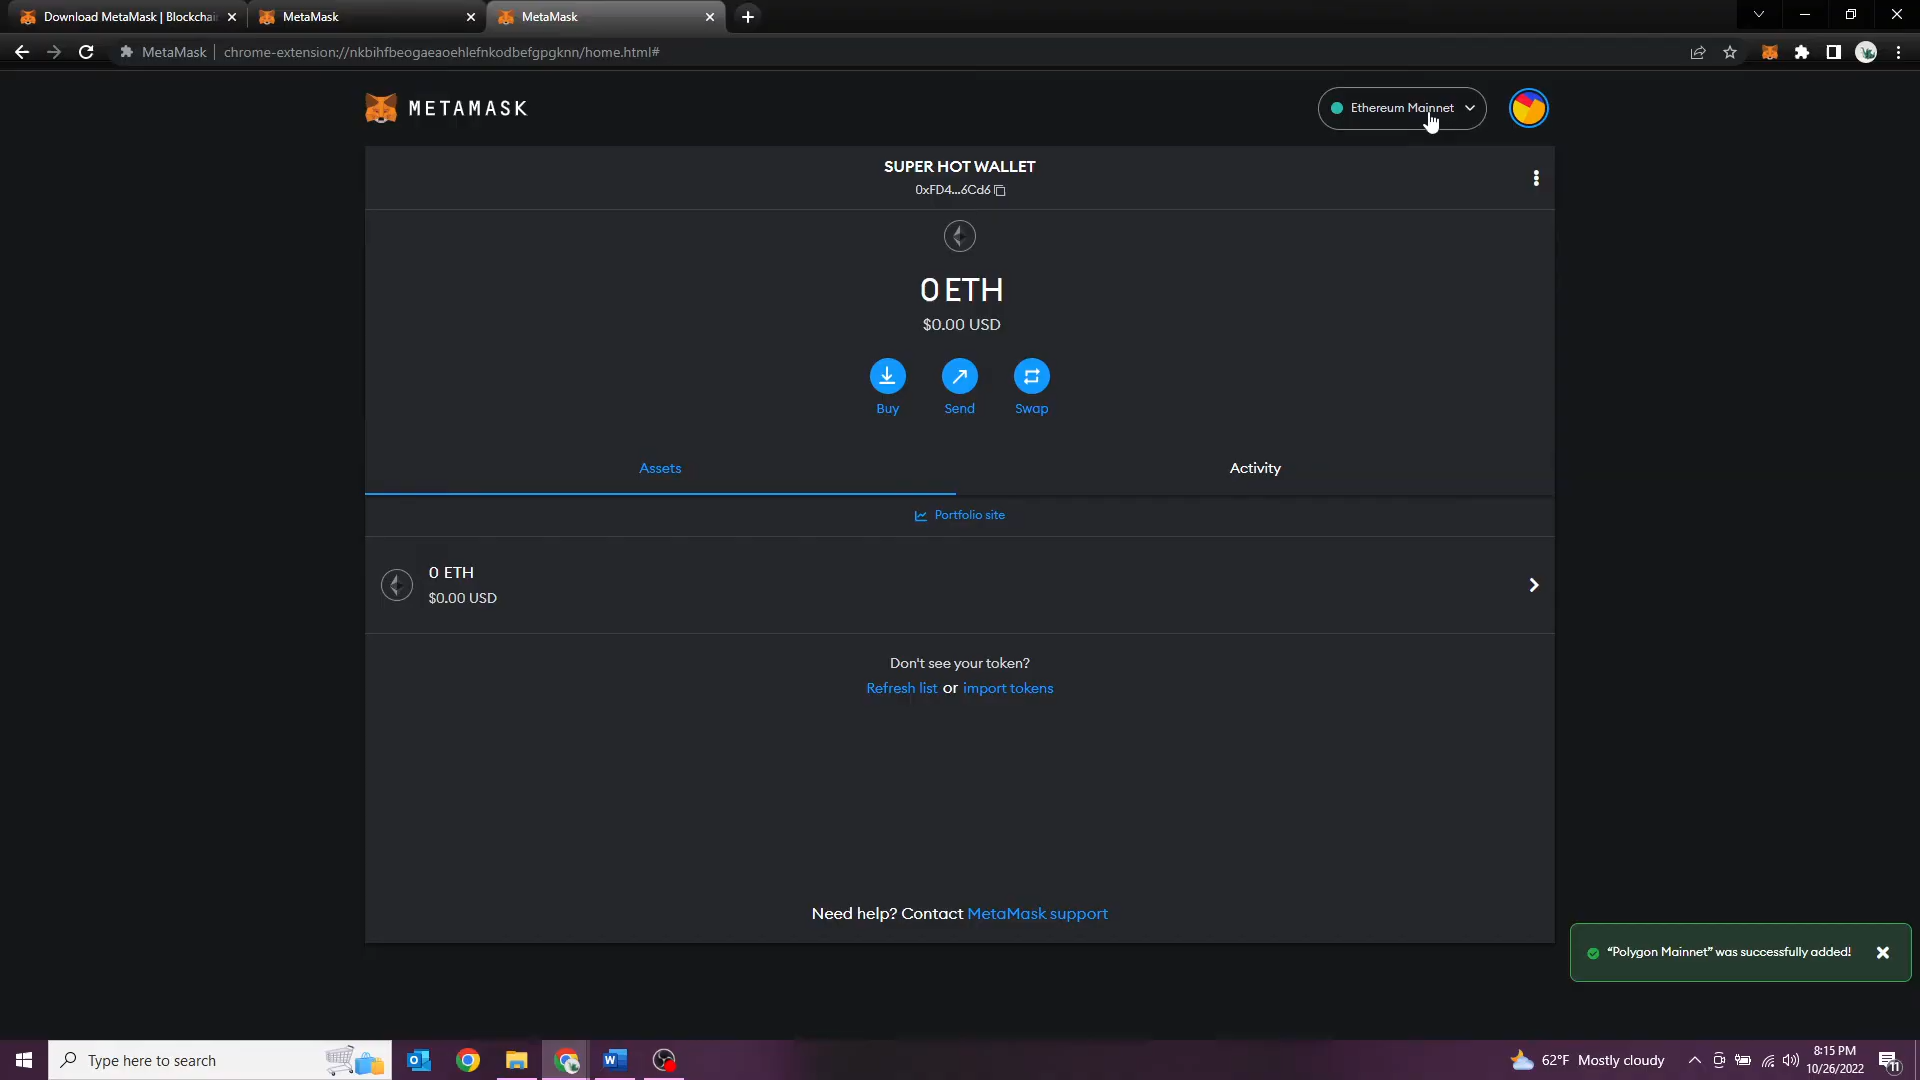 Download MetaMask | Blockchai
MetaMask
MetaMask
MetaMask
chrome-extension://nkbihfbeogaeaoehlefnkodbefgpgknn/home.html#
METAMASK
Ethereum Mainnet
SUPER HOT WALLET
0xFD4...6Cd6
0 ETH
$0.00 USD
Buy
Send
Swap
Assets
Activity
Portfolio site
0 ETH
$0.00 USD
Don't see your token?
Refresh list or import tokens
Need help? Contact MetaMask support
“Polygon Mainnet” was successfully added!
Type here to search
62°F Mostly cloudy
8:15 PM
10/26/2022
11